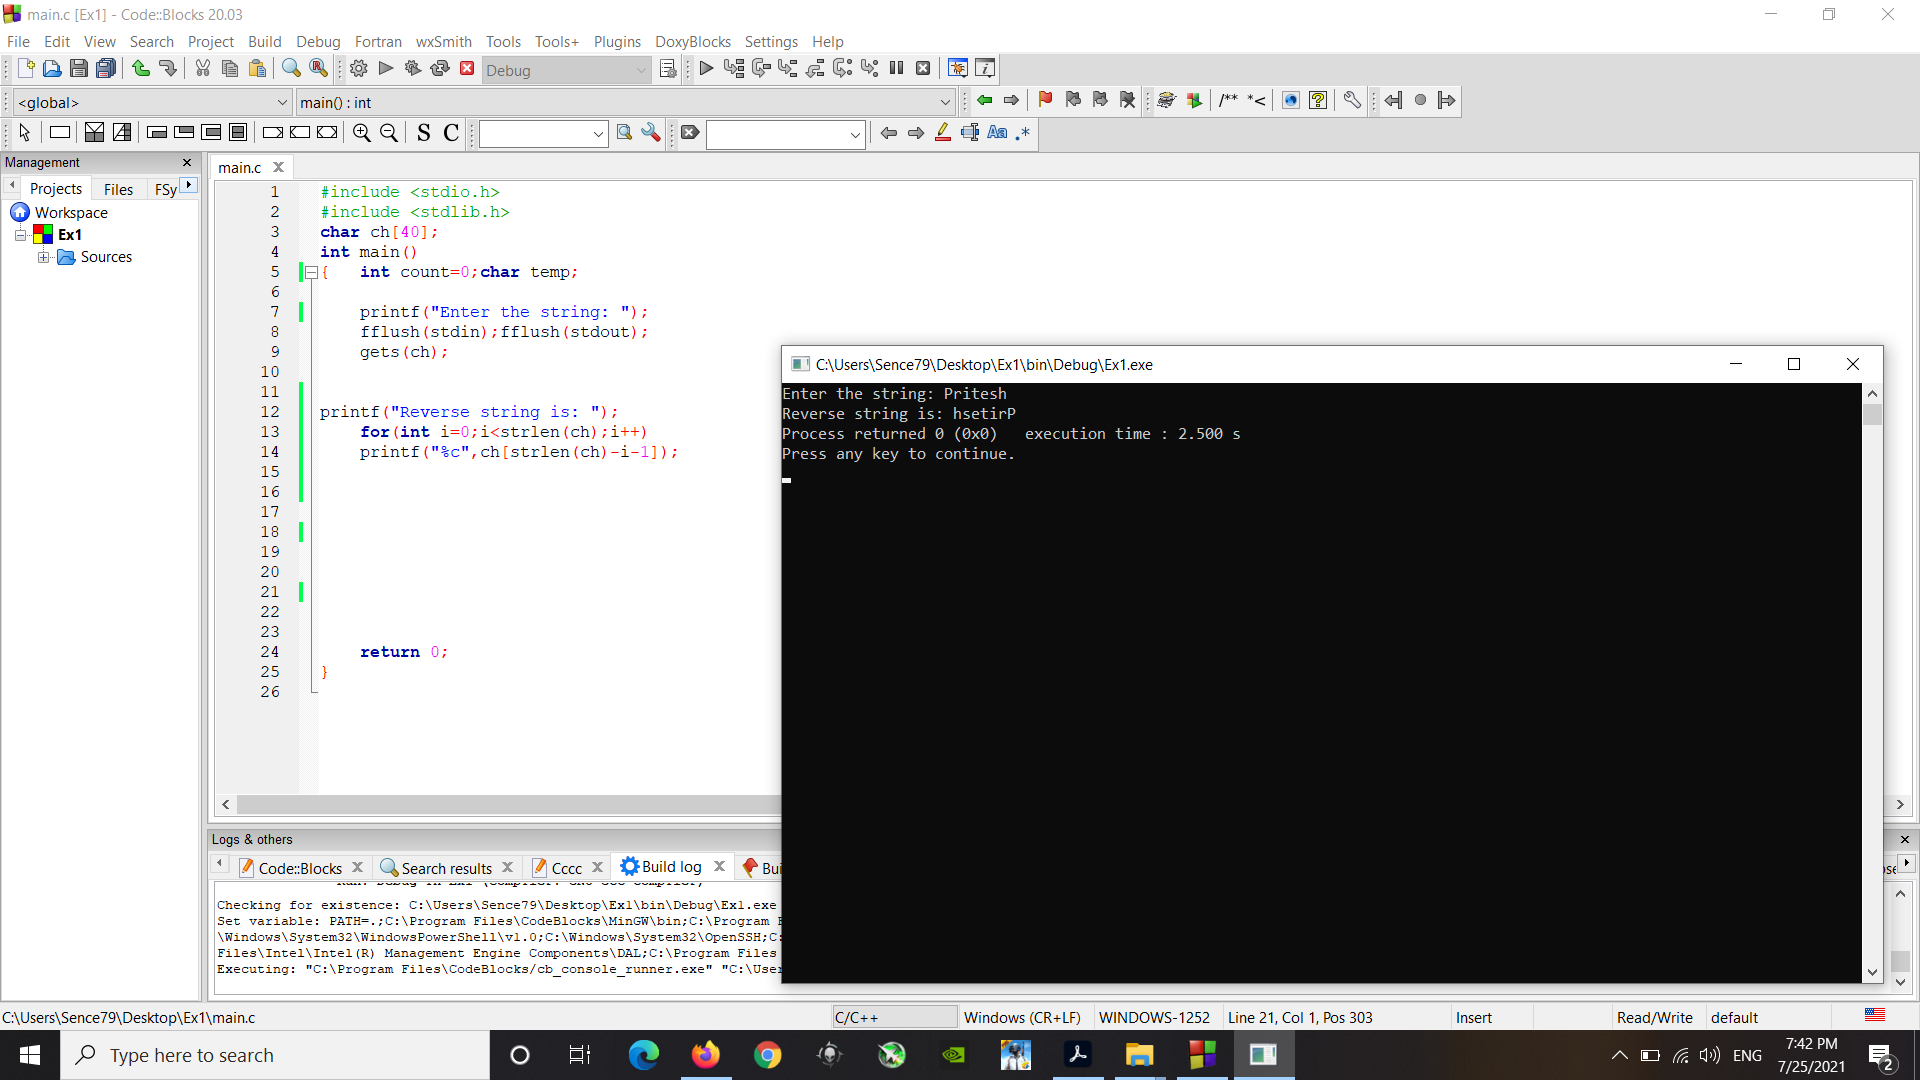 main.c [Ex1] - Code::Blocks 20.03
File Edit View Search Project Build Debug Fortran wxSmith Tools Tools+ Plugins DoxyBlocks Settings Help
Debug
<global> main() : int
/** *<
S C Aa .*
Management
Projects Files FSy
Workspace
Ex1
Sources
main.c
1 #include <stdio.h>
2 #include <stdlib.h>
3 char ch[40];
4 int main()
5 { int count=0;char temp;
6
7 printf("Enter the string: ");
8 fflush(stdin);fflush(stdout);
9 gets(ch);
10
11
12 printf("Reverse string is: ");
13 for(int i=0;i<strlen(ch);i++)
14 printf("%c",ch[strlen(ch)-i-1]);
15
16
17
18
19
20
21
22
23
24 return 0;
25 }
26
C:\Users\Sence79\Desktop\Ex1\bin\Debug\Ex1.exe
Enter the string: Pritesh
Reverse string is: hsetirP
Process returned 0 (0x0) execution time : 2.500 s
Press any key to continue.
Logs & others
Code::Blocks Search results Cccc Build log Bui
Checking for existence: C:\Users\Sence79\Desktop\Ex1\bin\Debug\Ex1.exe
Set variable: PATH=.;C:\Program Files\CodeBlocks\MinGW\bin;C:\Program
\Windows\System32\WindowsPowerShell\v1.0;C:\Windows\System32\OpenSSH;C:
Files\Intel\Intel(R) Management Engine Components\DAL;C:\Program Files
Executing: "C:\Program Files\CodeBlocks/cb_console_runner.exe" "C:\User
C:\Users\Sence79\Desktop\Ex1\main.c C/C++ Windows (CR+LF) WINDOWS-1252 Line 21, Col 1, Pos 303 Insert Read/Write default
Type here to search
ENG
7:42 PM
7/25/2021
2